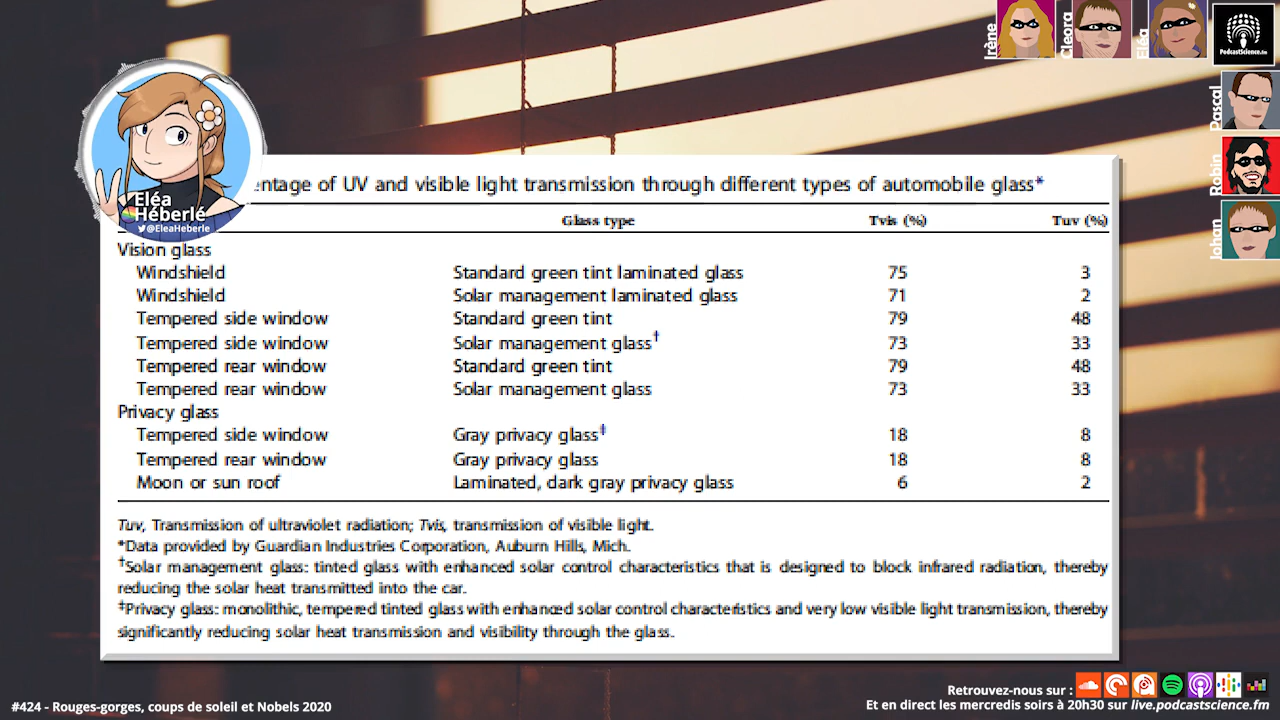 Irène
Cleora
Eléa
PodcastScience.fm
Pascal
Robin
Johan
Eléa
Héberlé
@EleaHeberle
entage of UV and visible light transmission through different types of automobile glass*
Glass type Tvis (%) Tuv (%)
Vision glass
Windshield Standard green tint laminated glass 75 3
Windshield Solar management laminated glass 71 2
Tempered side window Standard green tint 79 48
Tempered side window Solar management glass† 73 33
Tempered rear window Standard green tint 79 48
Tempered rear window Solar management glass 73 33
Privacy glass
Tempered side window Gray privacy glass‡ 18 8
Tempered rear window Gray privacy glass 18 8
Moon or sun roof Laminated, dark gray privacy glass 6 2
Tuv, Transmission of ultraviolet radiation; Tvis, transmission of visible light.
*Data provided by Guardian Industries Corporation, Auburn Hills, Mich.
†Solar management glass: tinted glass with enhanced solar control characteristics that is designed to block infrared radiation, thereby
reducing the solar heat transmitted into the car.
‡Privacy glass: monolithic, tempered tinted glass with enhanced solar control characteristics and very low visible light transmission, thereby
significantly reducing solar heat transmission and visibility through the glass.
Retrouvez-nous sur :
#424 - Rouges-gorges, coups de soleil et Nobels 2020
Et en direct les mercredis soirs à 20h30 sur live.podcastscience.fm